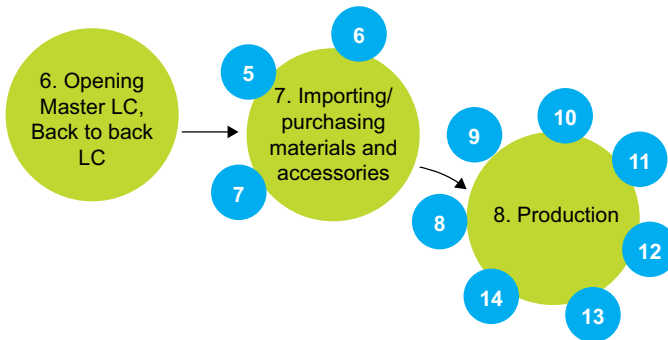 6. Opening
Master LC,
Back to back
LC
5
6
7. Importing/
purchasing
materials and
accessories
7
8
9
10
11
8. Production
12
13
14